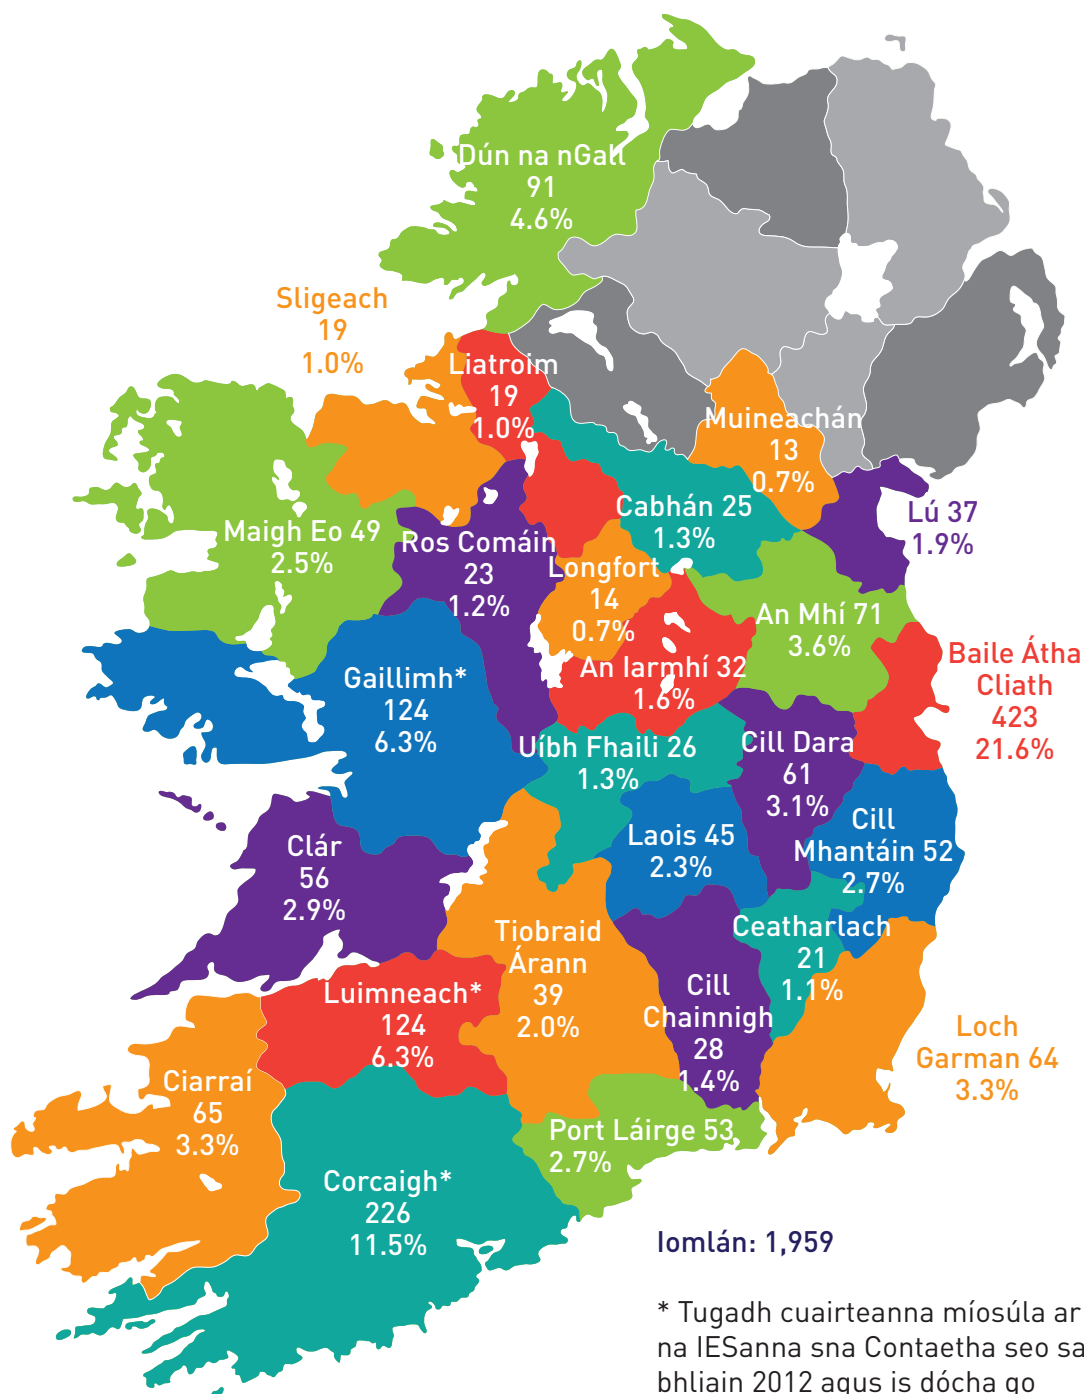 Dún na nGall
91
4.6%
Sligeach
19
1.0%
Liatroim
19
1.0%
Muineachán
13
0.7%
Cabhán 25
1.3%
Lú 37
1.9%
Maigh Eo 49
2.5%
Ros Comáin
23
1.2%
Longfort
14
0.7%
An Mhí 71
3.6%
An Iarmhí 32
1.6%
Baile Átha
Cliath
423
21.6%
Gaillimh*
124
6.3%
Uíbh Fhaili 26
1.3%
Cill Dara
61
3.1%
Laois 45
2.3%
Cill
Mhantáin 52
2.7%
Clár
56
2.9%
Tiobraid
Árann
39
2.0%
Ceatharlach
21
1.1%
Cill
Chainnigh
28
1.4%
Luimneach*
124
6.3%
Loch
Garman 64
3.3%
Ciarraí
65
3.3%
Port Láirge 53
2.7%
Corcaigh*
226
11.5%
Iomlán: 1,959
* Tugadh cuairteanna míosúla ar
na IESanna sna Contaetha seo sa
bhliain 2012 agus is dócha go